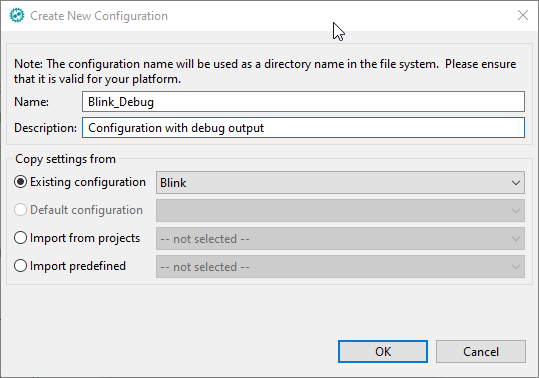 Create New Configuration
Note: The configuration name will be used as a directory name in the file system.  Please ensure
that it is valid for your platform.
Name: Blink_Debug
Description: Configuration with debug output
Copy settings from
Existing configuration Blink
Default configuration
Import from projects -- not selected --
Import predefined -- not selected --
OK Cancel